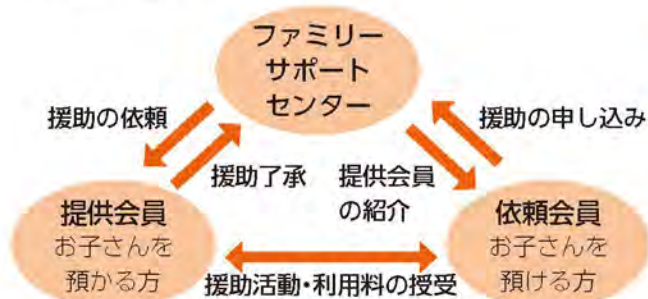 ファミリー
サポート
センター
援助の依頼
援助の申し込み
援助了承
提供会員
の紹介
提供会員
お子さんを
預かる方
依頼会員
お子さんを
預ける方
援助活動・利用料の授受